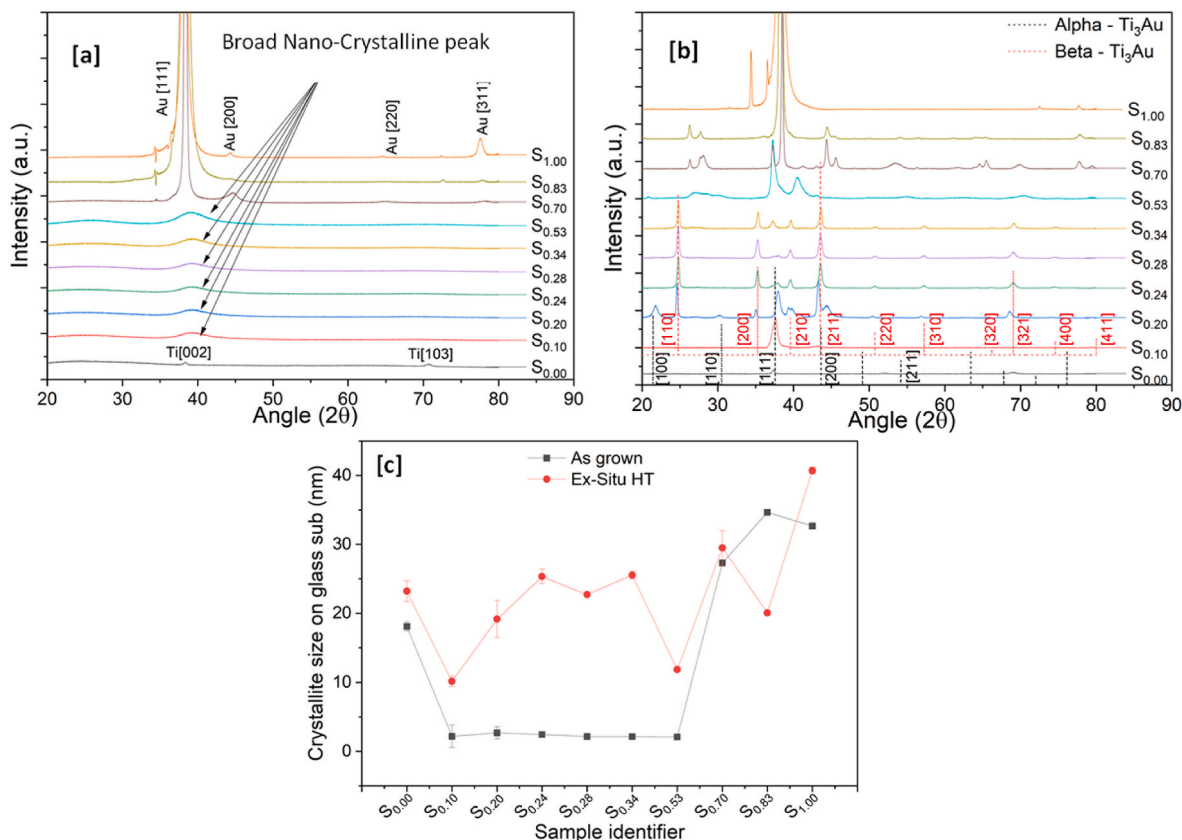 [a]
Broad Nano-Crystalline peak
Au [111]
Au [200]
Au [220]
Au [311]
S1.00
S0.83
S0.70
S0.53
S0.34
S0.28
S0.24
S0.20
S0.10
S0.00
Ti[002]
Ti[103]
Intensity (a.u.)
20 30 40 50 60 70 80 90
Angle (2θ)
[b]
Alpha - Ti3Au
Beta - Ti3Au
S1.00
S0.83
S0.70
S0.53
S0.34
S0.28
S0.24
S0.20
S0.10
S0.00
[110]
[200]
[210]
[211]
[220]
[310]
[320]
[321]
[400]
[411]
[100]
[110]
[111]
[200]
[211]
Intensity (a.u.)
20 30 40 50 60 70 80 90
Angle (2θ)
[c]
As grown
Ex-Situ HT
Crystallite size on glass sub (nm)
40
30
20
10
0
S0.00 S0.10 S0.20 S0.24 S0.28 S0.34 S0.53 S0.70 S0.83 S1.00
Sample identifier